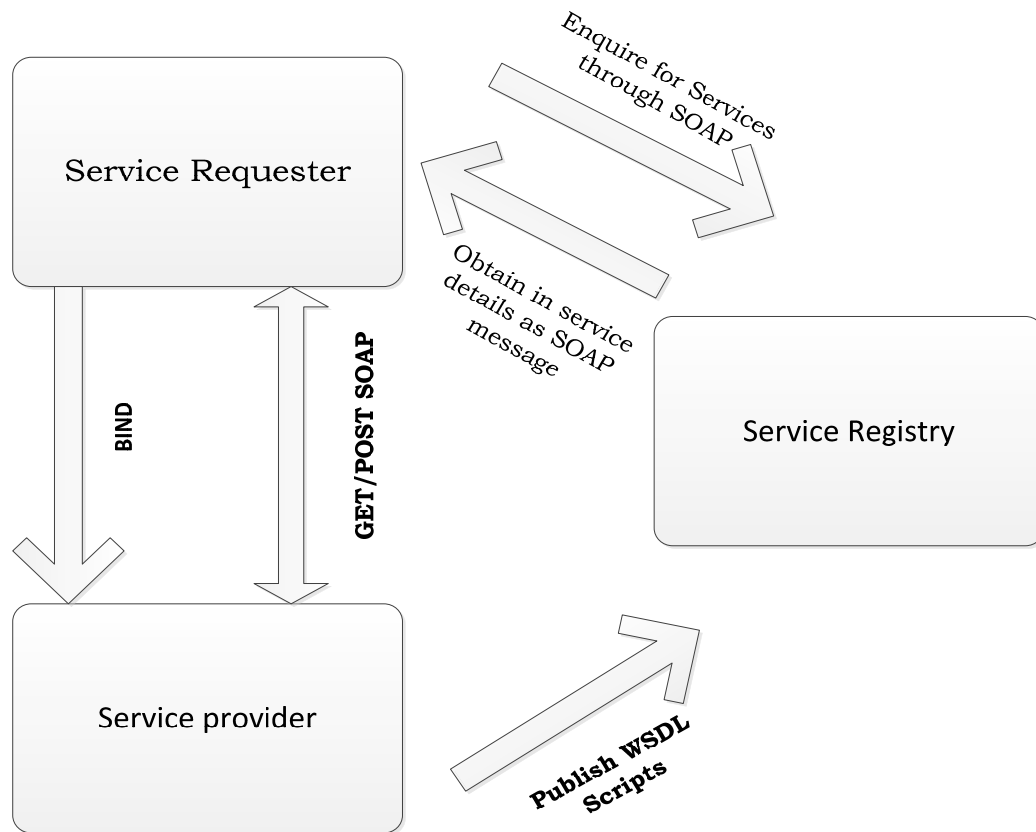 Enquire for Services
through SOAP
Service Requester
Obtain in service
details as SOAP
message
BIND
GET/POST SOAP
Service Registry
Service provider
Publish WSDL
Scripts